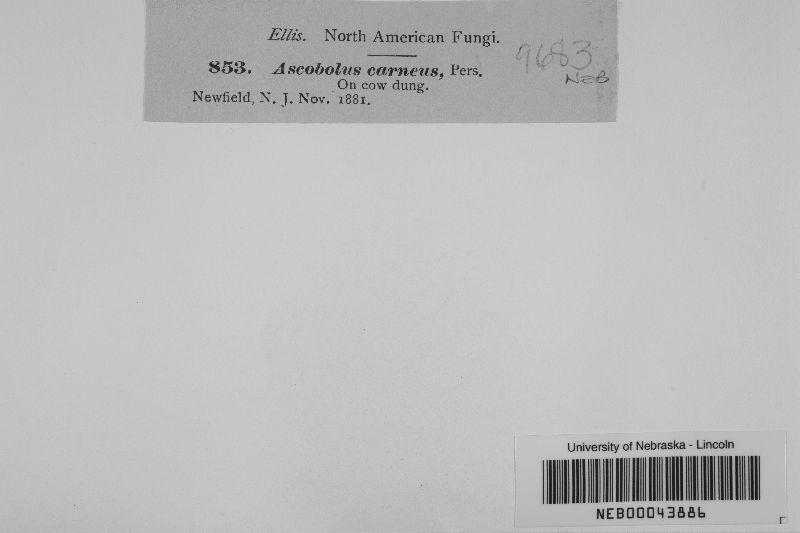 Ellis. North American Fungi.
853. Ascobolus carneus, Pers.
On cow dung.
Newfield, N. J. Nov. 1881.
9683
NEB
University of Nebraska - Lincoln
NEB00043886